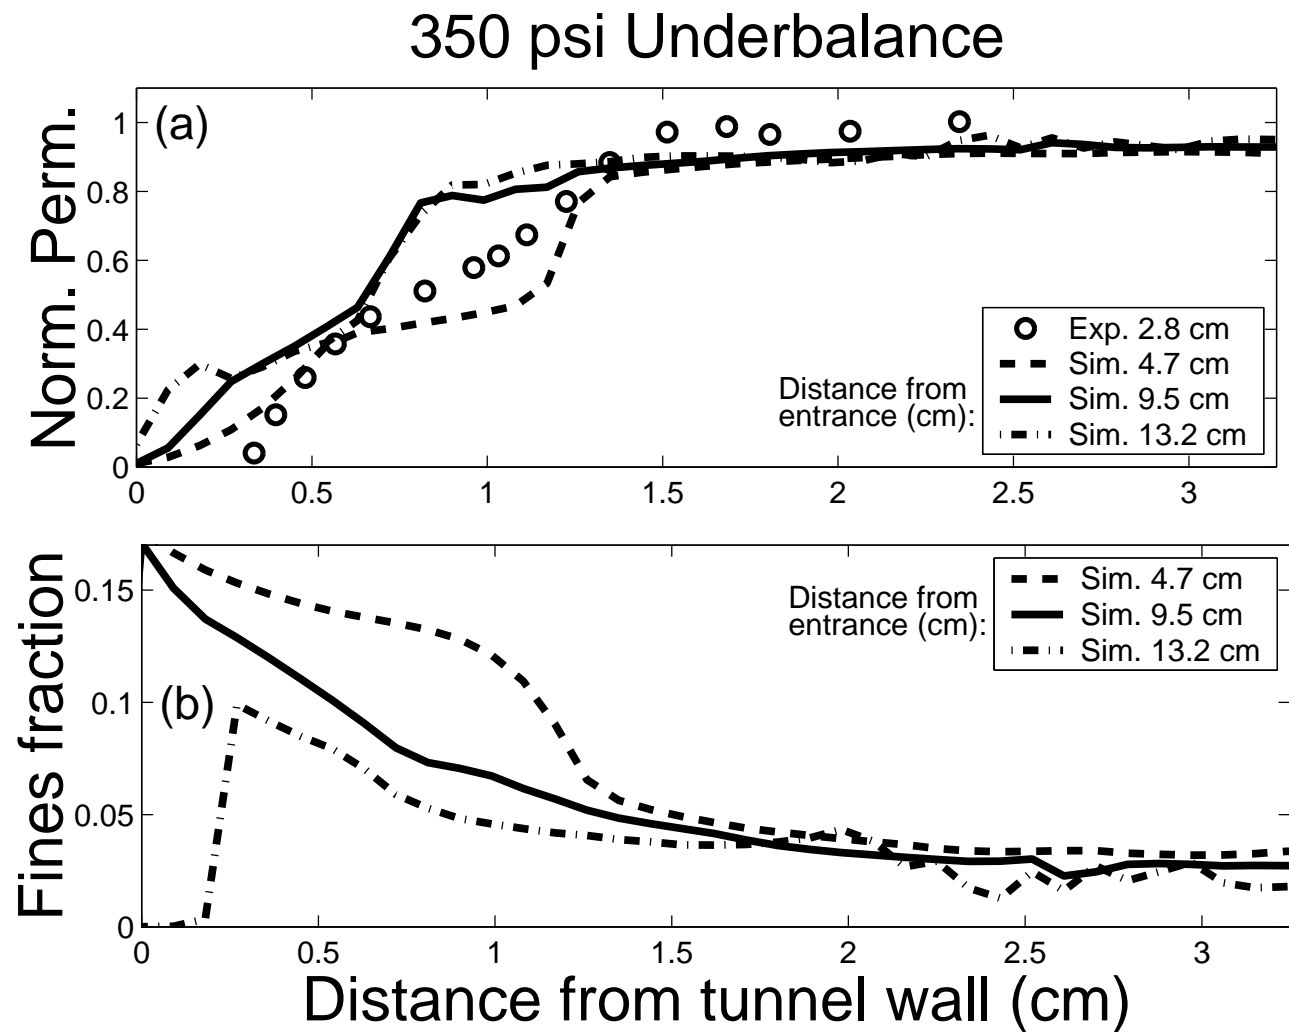 350 psi Underbalance
(a)
Norm. Perm.
1
0.8
0.6
0.4
0.2
0
0 0.5 1 1.5 2 2.5 3
Distance from
entrance (cm):
Exp. 2.8 cm
Sim. 4.7 cm
Sim. 9.5 cm
Sim. 13.2 cm
(b)
Fines fraction
0.15
0.1
0.05
0
0 0.5 1 1.5 2 2.5 3
Distance from
entrance (cm):
Sim. 4.7 cm
Sim. 9.5 cm
Sim. 13.2 cm
Distance from tunnel wall (cm)